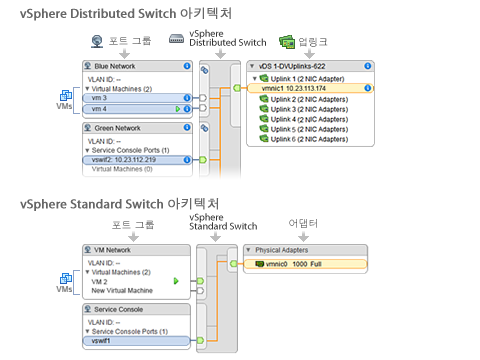 vSphere Distributed Switch 아키텍처
포트 그룹
vSphere
Distributed Switch
업링크
Blue Network
VLAN ID: --
Virtual Machines (2)
vm 3
vm 4
VMs
Green Network
VLAN ID: --
Service Console Ports (1)
vswif2: 10.23.112.219
Virtual Machines (0)
vDS 1-DVUplinks-622
Uplink 1 (2 NIC Adapter)
vmnic1 10.23.113.174
Uplink 2 (2 NIC Adapters)
Uplink 3 (2 NIC Adapters)
Uplink 4 (2 NIC Adapters)
Uplink 5 (2 NIC Adapters)
Uplink 6 (2 NIC Adapters)
vSphere Standard Switch 아키텍처
포트 그룹
vSphere
Standard Switch
어댑터
VM Network
VLAN ID: --
Virtual Machines (2)
VM 2
New Virtual Machine
VMs
Service Console
VLAN ID: --
Service Console Ports (1)
vswif1
Physical Adapters
vmnic0 1000 Full